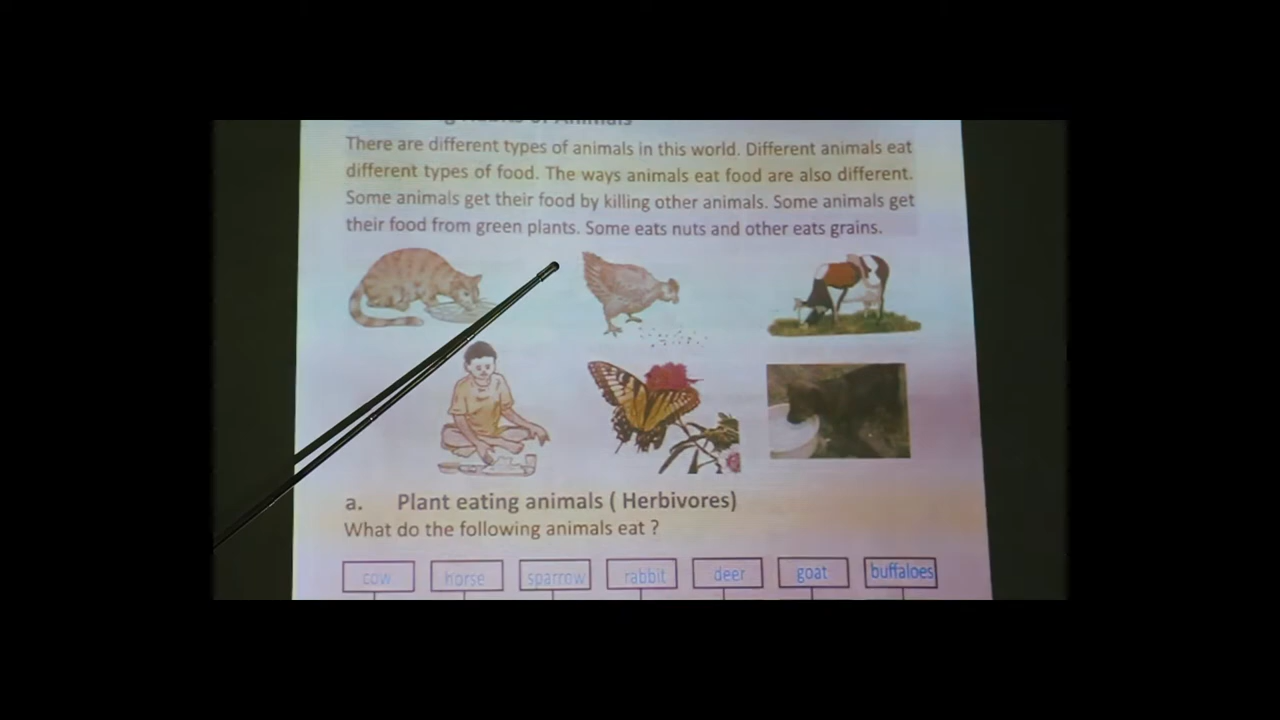 of Animals
There are different types of animals in this world. Different animals eat
different types of food. The ways animals eat food are also different.
Some animals get their food by killing other animals. Some animals get
their food from green plants. Some eats nuts and other eats grains.
a. Plant eating animals ( Herbivores)
What do the following animals eat ?
cow horse sparrow rabbit deer goat buffaloes